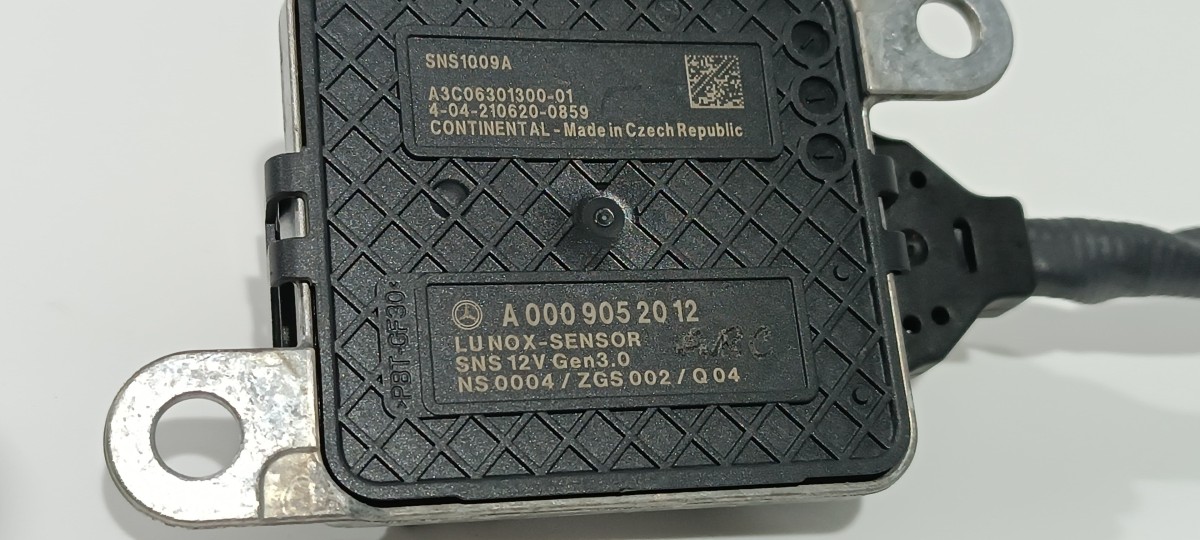 SNS1009A
A3C06301300-01
4-04-210620-0859
CONTINENTAL - Made in Czech Republic
A 000 905 20 12
LU NOX-SENSOR
ARC
SNS 12V Gen3.0
NS 0004 / ZGS 002 / Q 04
>PBT-GF30<